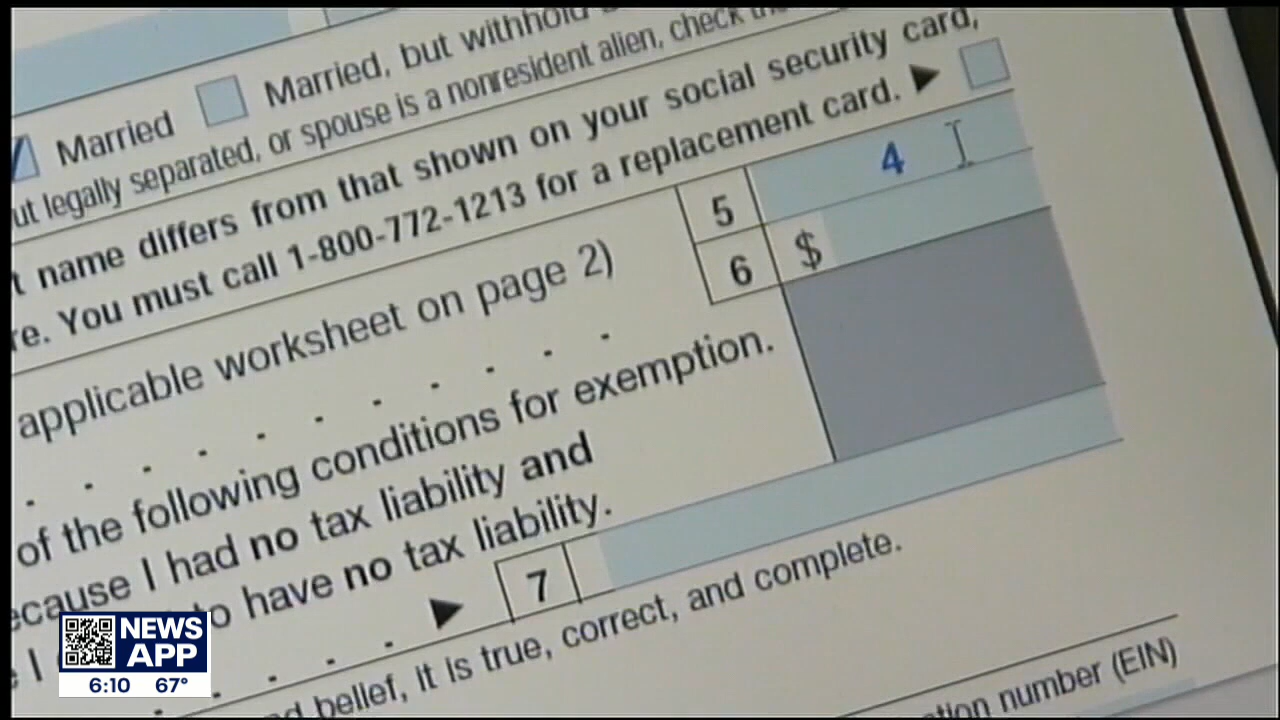 Married, but withhold
Married
or spouse is a nonresident alien, check the
ut legally separated,
t name differs from that shown on your social security card,
re. You must call 1-800-772-1213 for a replacement card. ▶
5 4
applicable worksheet on page 2)
6 $
of the following conditions for exemption.
ecause I had no tax liability and
to have no tax liability.
▶ 7
belief, it is true, correct, and complete.
number (EIN)
NEWS
APP
6:10 67°